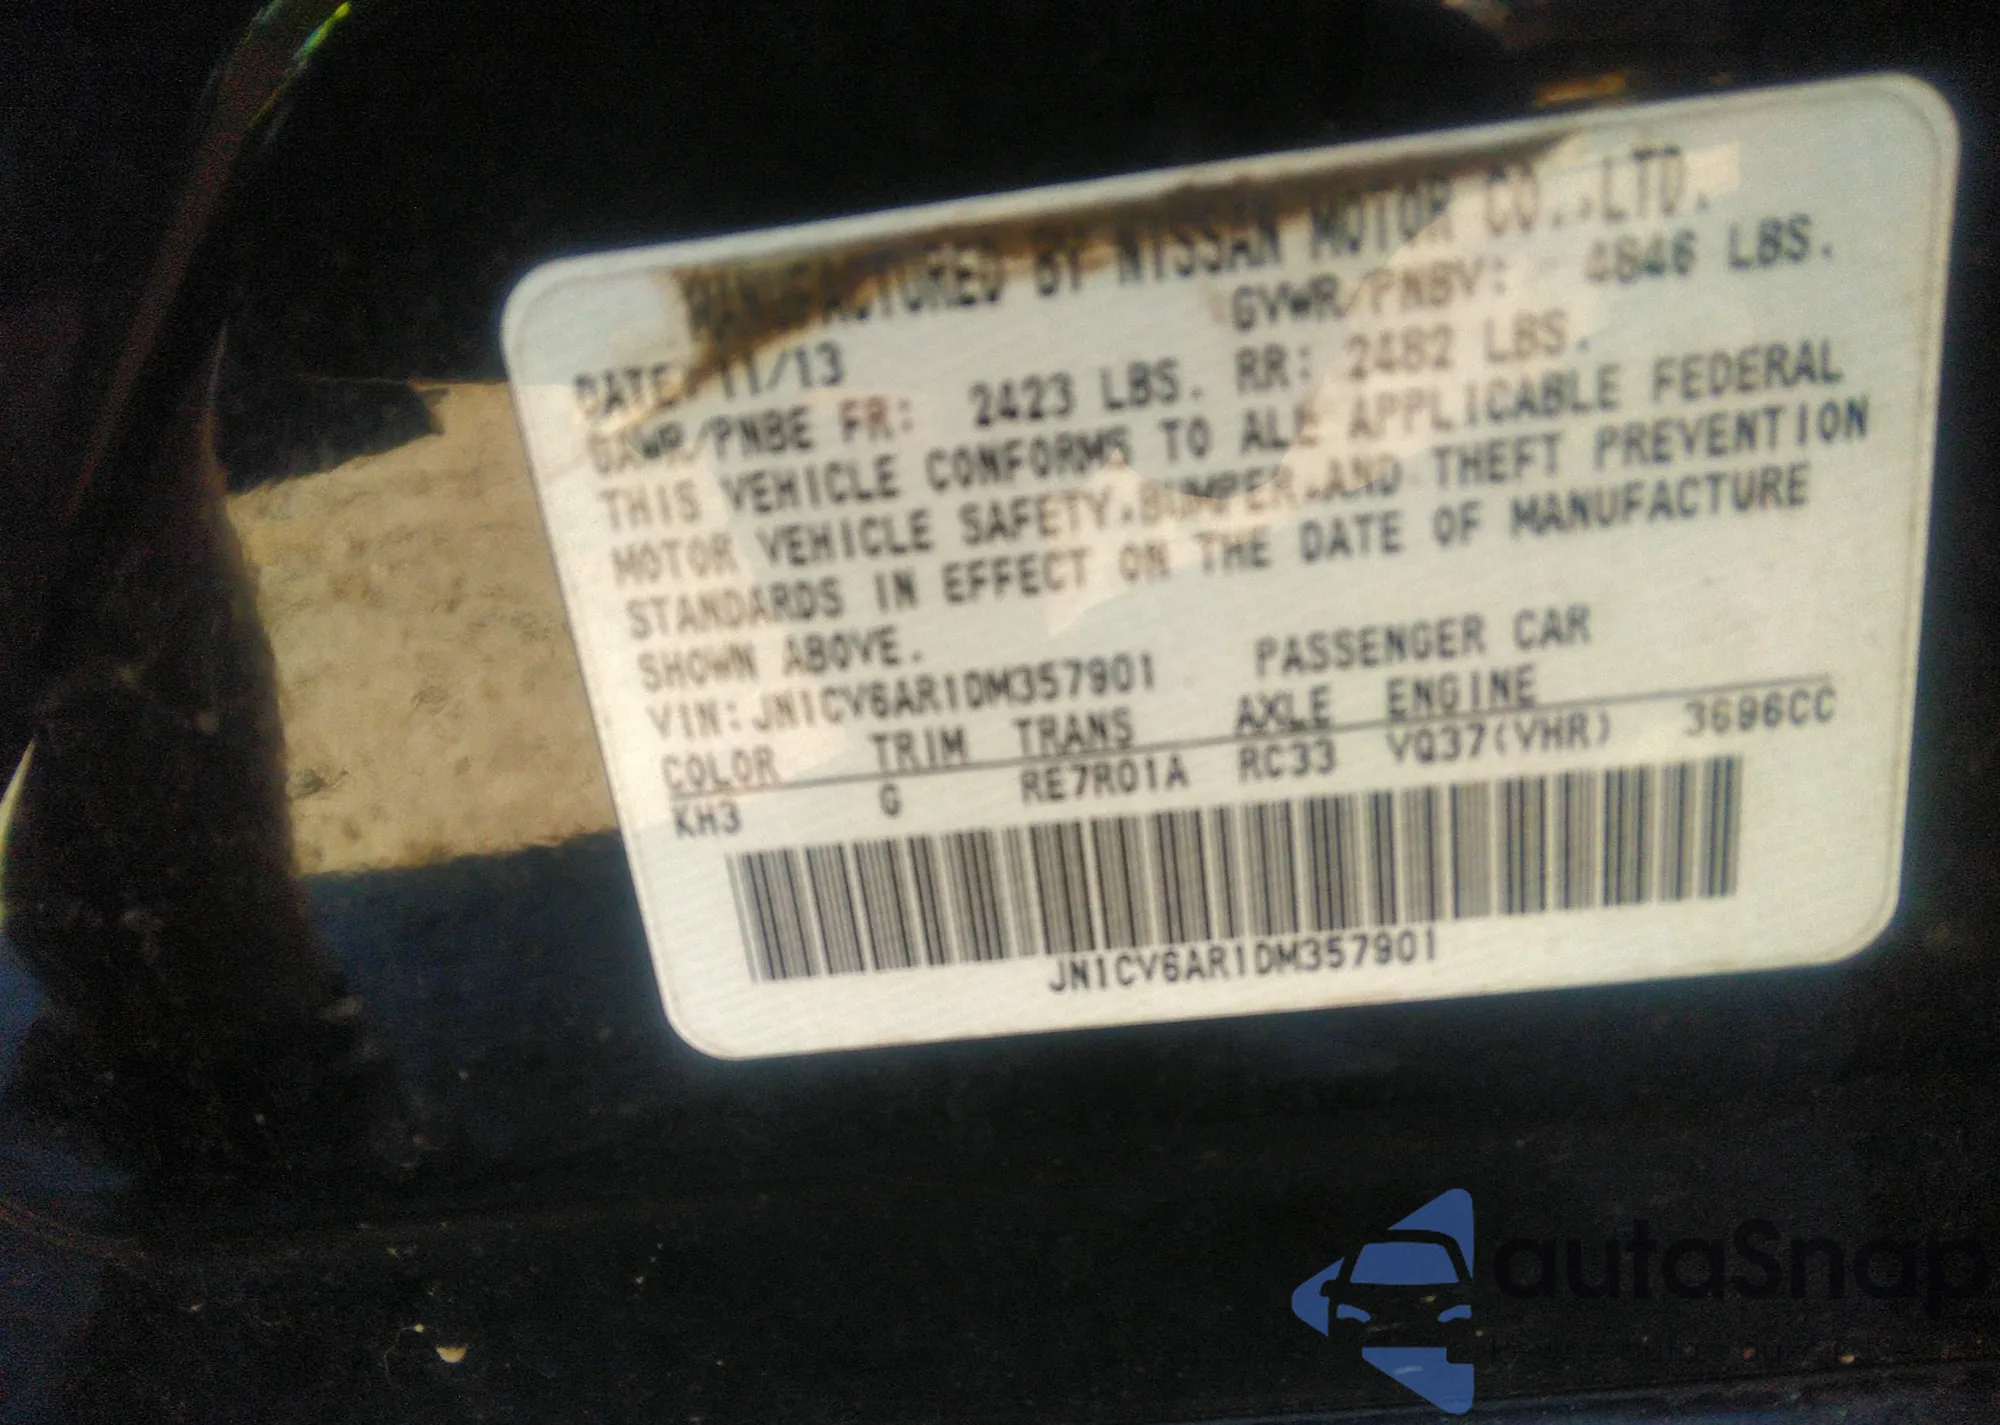 MANUFACTURED BY NISSAN MOTOR CO.,LTD.
DATE: 11/13 GVWR/PNBV: 4846 LBS.
GAWR/PNBE FR: 2423 LBS. RR: 2482 LBS.
THIS VEHICLE CONFORMS TO ALL APPLICABLE FEDERAL
MOTOR VEHICLE SAFETY,BUMPER,AND THEFT PREVENTION
STANDARDS IN EFFECT ON THE DATE OF MANUFACTURE
SHOWN ABOVE.
VIN:JN1CV6AR1DM357901 PASSENGER CAR
COLOR TRIM TRANS AXLE ENGINE
KH3 G RE7R01A RC33 VQ37(VHR) 3696CC
JN1CV6AR1DM357901
autaSnap